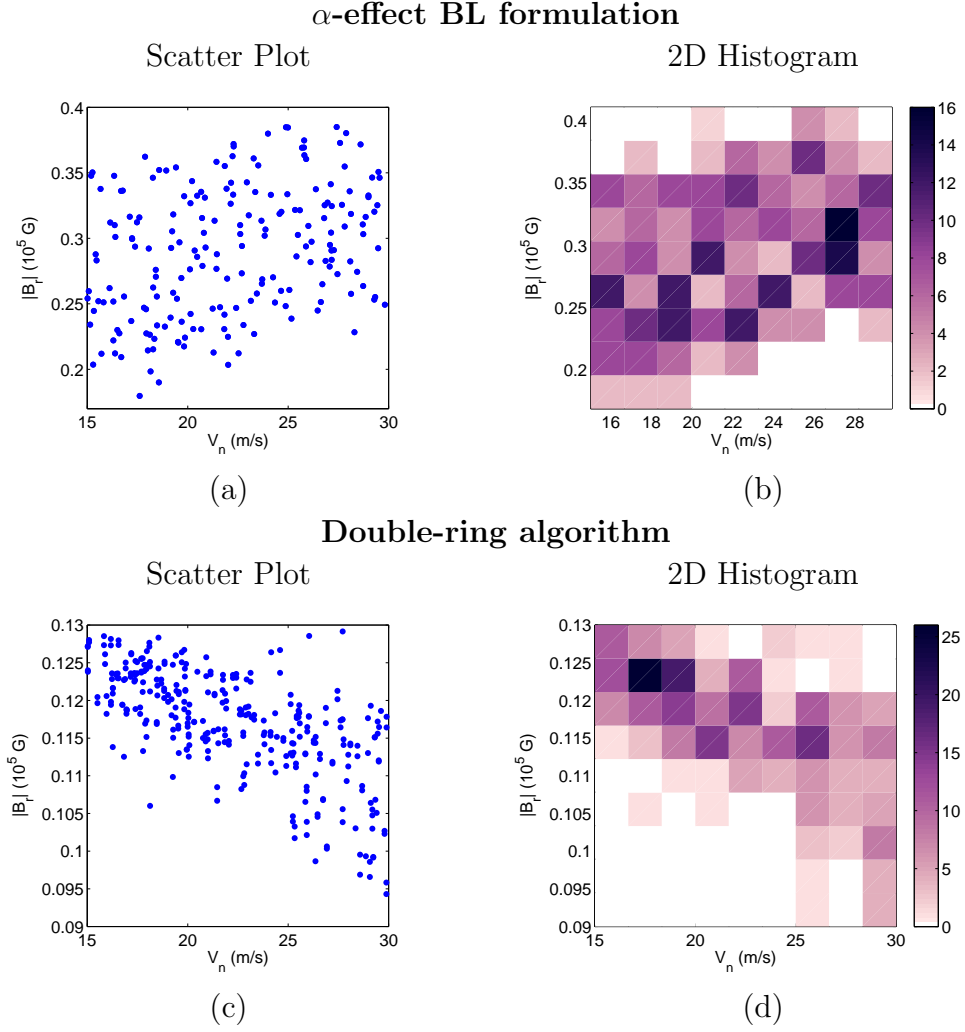 α-effect BL formulation
Scatter Plot
2D Histogram
0.4
0.35
0.3
0.25
0.2
15 20 25 30
|B_r| (10^5 G)
V_n (m/s)
(a)
0.4
0.35
0.3
0.25
0.2
16 18 20 22 24 26 28
|B_r| (10^5 G)
V_n (m/s)
16
14
12
10
8
6
4
2
0
(b)
Double-ring algorithm
Scatter Plot
2D Histogram
0.13
0.125
0.12
0.115
0.11
0.105
0.1
0.095
0.09
15 20 25 30
|B_r| (10^5 G)
V_n (m/s)
(c)
0.13
0.125
0.12
0.115
0.11
0.105
0.1
0.095
0.09
15 20 25 30
|B_r| (10^5 G)
V_n (m/s)
25
20
15
10
5
0
(d)